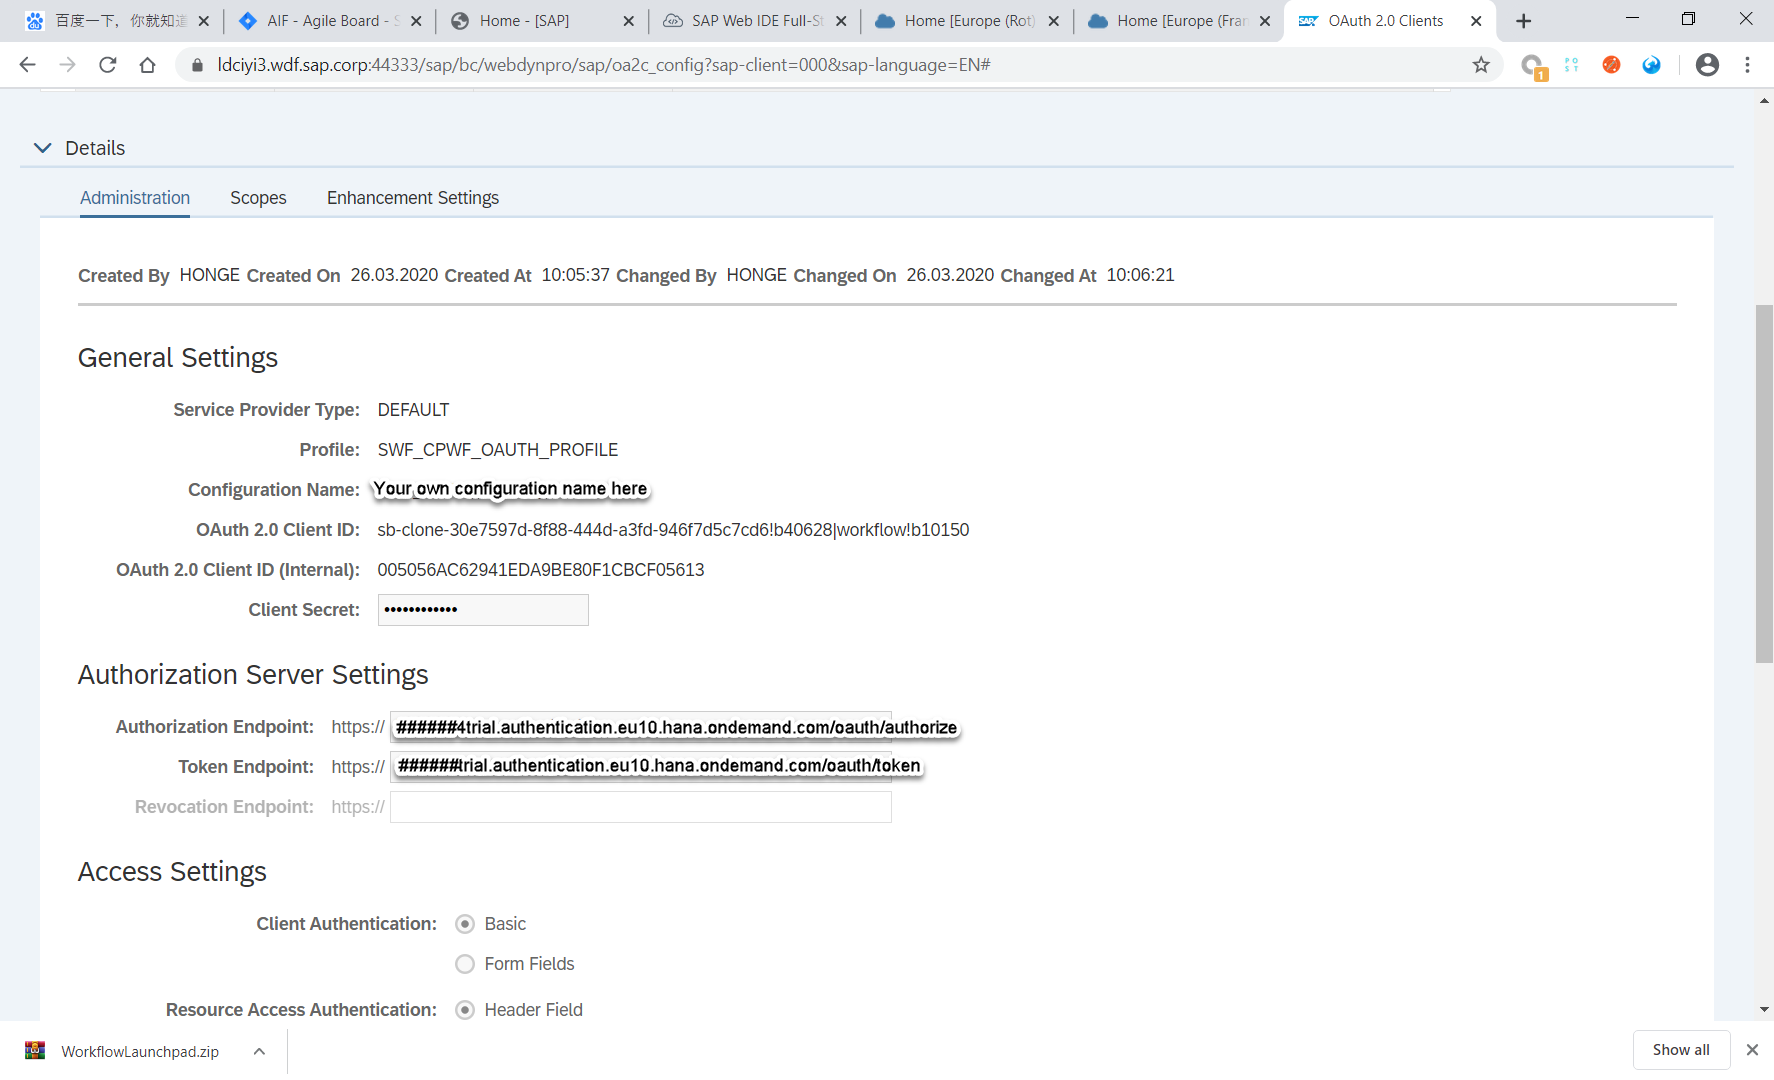 百度一下，你就知道
AIF - Agile Board - S
Home - [SAP]
SAP Web IDE Full-St
Home [Europe (Rot)
Home [Europe (Fran
SAP OAuth 2.0 Clients
ldciyi3.wdf.sap.corp:44333/sap/bc/webdynpro/sap/oa2c_config?sap-client=000&sap-language=EN#
1
POST
Details
Administration Scopes Enhancement Settings
Created By HONGE Created On 26.03.2020 Created At 10:05:37 Changed By HONGE Changed On 26.03.2020 Changed At 10:06:21
General Settings
Service Provider Type: DEFAULT
Profile: SWF_CPWF_OAUTH_PROFILE
Configuration Name: Your own configuration name here
OAuth 2.0 Client ID: sb-clone-30e7597d-8f88-444d-a3fd-946f7d5c7cd6!b40628|workflow!b10150
OAuth 2.0 Client ID (Internal): 005056AC62941EDA9BE80F1CBCF05613
Client Secret: ••••••••••••
Authorization Server Settings
Authorization Endpoint: https:// ######4trial.authentication.eu10.hana.ondemand.com/oauth/authorize
Token Endpoint: https:// ######trial.authentication.eu10.hana.ondemand.com/oauth/token
Revocation Endpoint: https://
Access Settings
Client Authentication: Basic
Form Fields
Resource Access Authentication: Header Field
WorkflowLaunchpad.zip
Show all